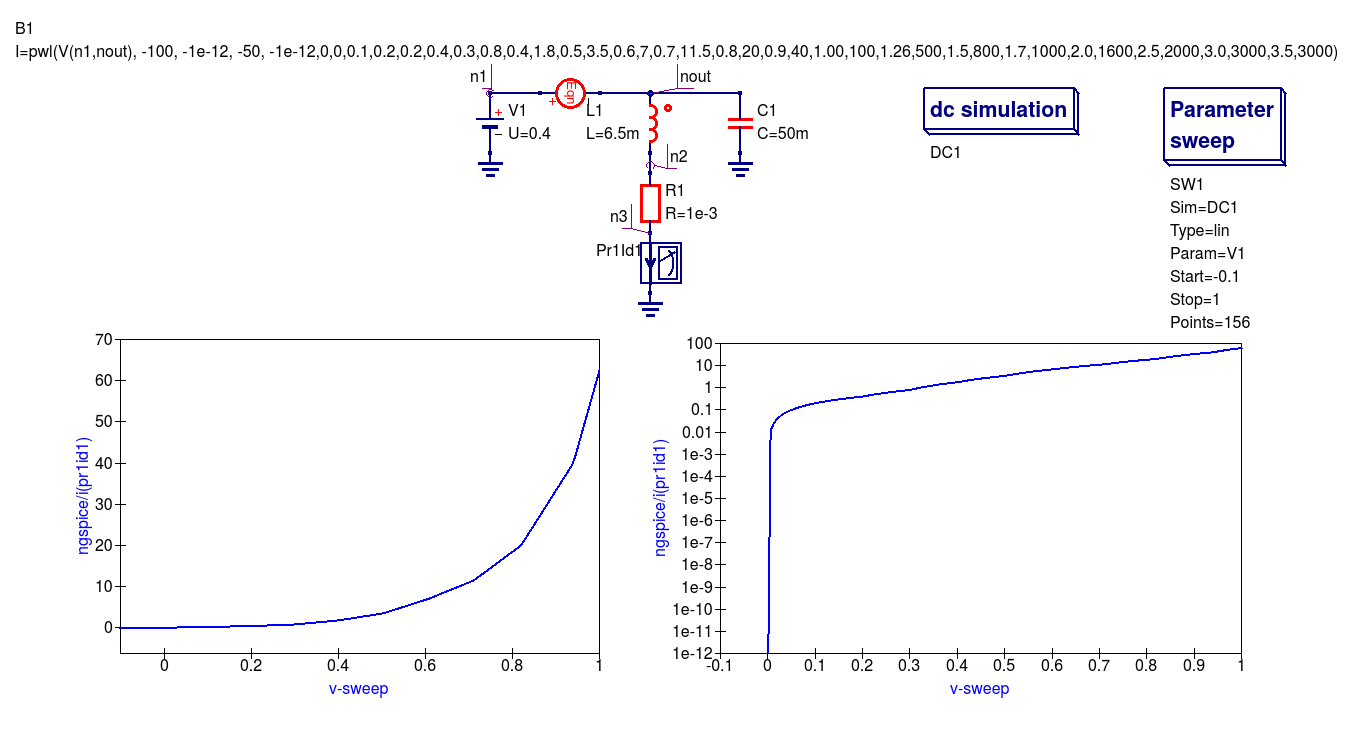 B1
I=pwl(V(n1,nout), -100, -1e-12, -50, -1e-12,0,0,0.1,0.2,0.2,0.4,0.3,0.8,0.4,1.8,0.5,3.5,0.6,7,0.7,11.5,0.8,20,0.9,40,1.00,100,1.26,500,1.5,800,1.7,1000,2.0,1600,2.5,2000,3.0,3000,3.5,3000)
n1
nout
Eqn
+
+
−
V1
U=0.4
L1
L=6.5m
C1
C=50m
n2
R1
R=1e-3
n3
Pr1Id1
dc simulation
DC1
Parameter
sweep
SW1
Sim=DC1
Type=lin
Param=V1
Start=-0.1
Stop=1
Points=156
70
60
50
40
30
20
10
0
0
0.2
0.4
0.6
0.8
1
ngspice/i(pr1id1)
v-sweep
100
10
1
0.1
0.01
1e-3
1e-4
1e-5
1e-6
1e-7
1e-8
1e-9
1e-10
1e-11
1e-12
-0.1
0
0.1
0.2
0.3
0.4
0.5
0.6
0.7
0.8
0.9
1
ngspice/i(pr1id1)
v-sweep